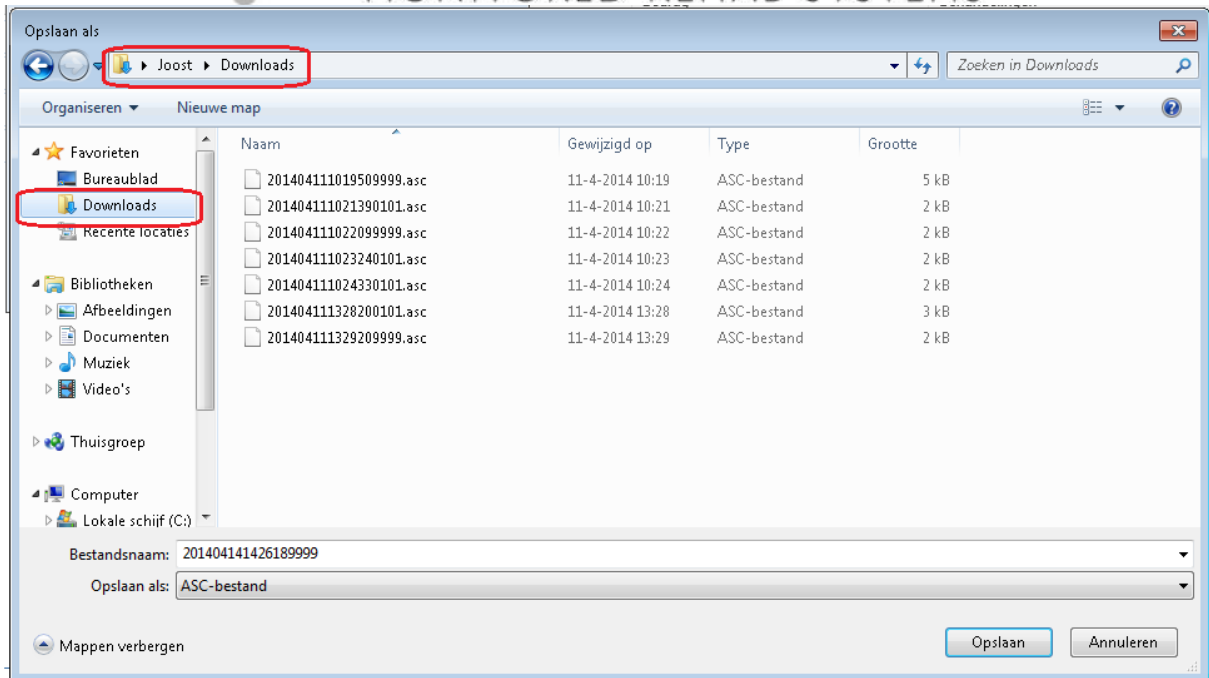 Opslaan als
Joost Downloads
Zoeken in Downloads
Organiseren
Nieuwe map
Favorieten
Bureaublad
Downloads
Recente locaties
Bibliotheken
Afbeeldingen
Documenten
Muziek
Video's
Thuisgroep
Computer
Lokale schijf (C:)
Naam Gewijzigd op Type Grootte
201404111019509999.asc 11-4-2014 10:19 ASC-bestand 5 kB
201404111021390101.asc 11-4-2014 10:21 ASC-bestand 2 kB
201404111022099999.asc 11-4-2014 10:22 ASC-bestand 2 kB
201404111023240101.asc 11-4-2014 10:23 ASC-bestand 2 kB
201404111024330101.asc 11-4-2014 10:24 ASC-bestand 2 kB
201404111328200101.asc 11-4-2014 13:28 ASC-bestand 3 kB
201404111329209999.asc 11-4-2014 13:29 ASC-bestand 2 kB
Bestandsnaam: 201404141426189999
Opslaan als: ASC-bestand
Mappen verbergen
Opslaan
Annuleren